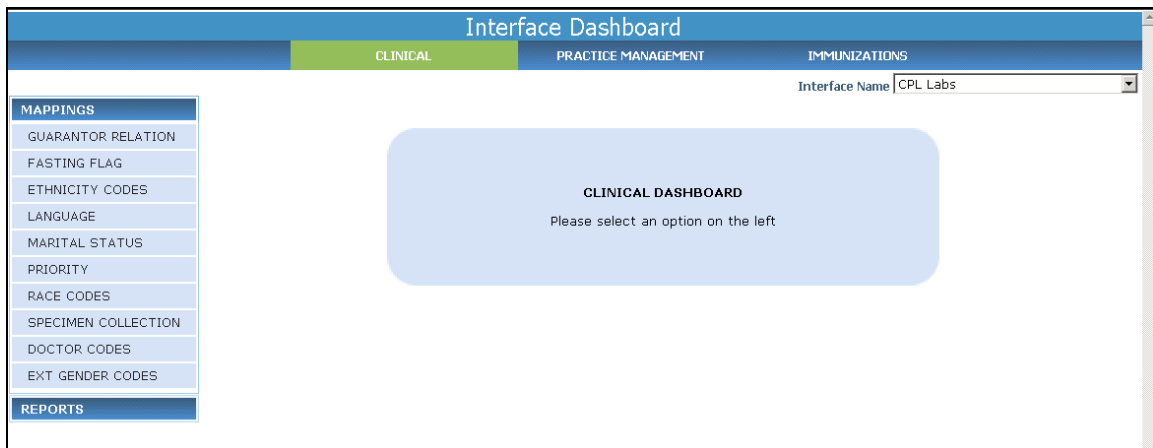 Interface Dashboard
CLINICAL PRACTICE MANAGEMENT IMMUNIZATIONS
Interface Name CPL Labs
MAPPINGS
GUARANTOR RELATION
FASTING FLAG
ETHNICITY CODES
LANGUAGE
MARITAL STATUS
PRIORITY
RACE CODES
SPECIMEN COLLECTION
DOCTOR CODES
EXT GENDER CODES
REPORTS
CLINICAL DASHBOARD
Please select an option on the left